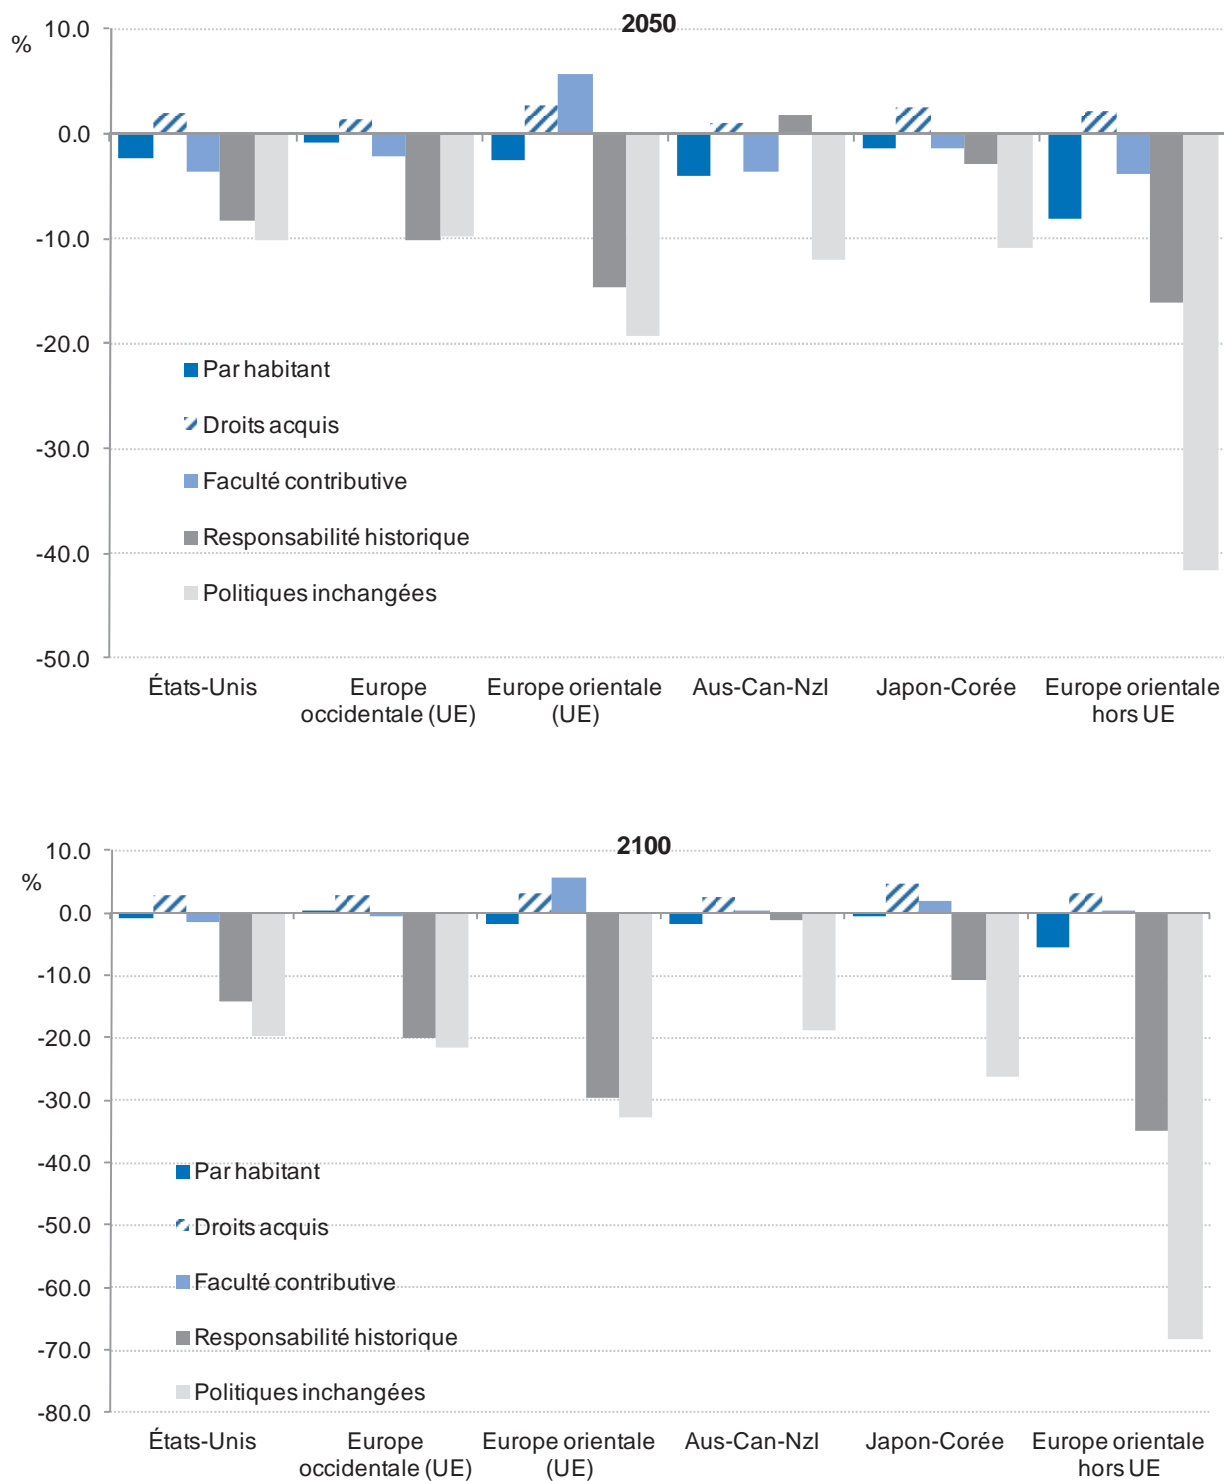 2050
%
10.0
0.0
-10.0
-20.0
-30.0
-40.0
-50.0
Par habitant
Droits acquis
Faculté contributive
Responsabilité historique
Politiques inchangées
États-Unis
Europe
occidentale (UE)
Europe orientale
(UE)
Aus-Can-Nzl
Japon-Corée
Europe orientale
hors UE
2100
%
10.0
0.0
-10.0
-20.0
-30.0
-40.0
-50.0
-60.0
-70.0
-80.0
Par habitant
Droits acquis
Faculté contributive
Responsabilité historique
Politiques inchangées
États-Unis
Europe
occidentale (UE)
Europe orientale
(UE)
Aus-Can-Nzl
Japon-Corée
Europe orientale
hors UE